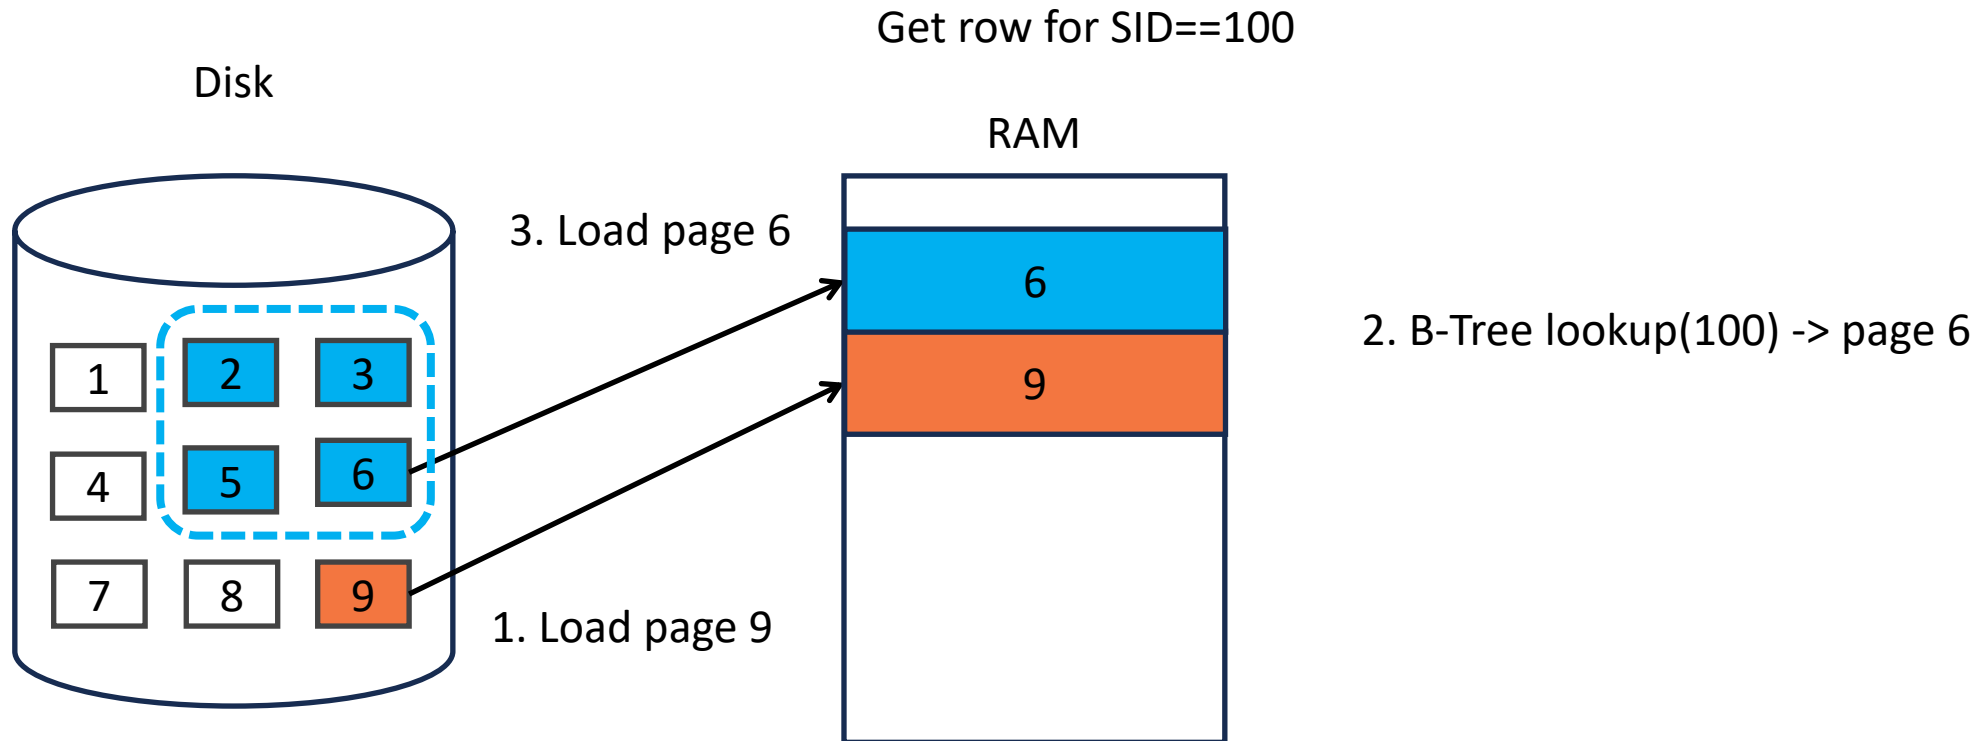 Get row for SID==100
Disk
RAM
3. Load page 6
6
2. B-Tree lookup(100) -> page 6
9
1
2
3
4
5
6
7
8
9
1. Load page 9